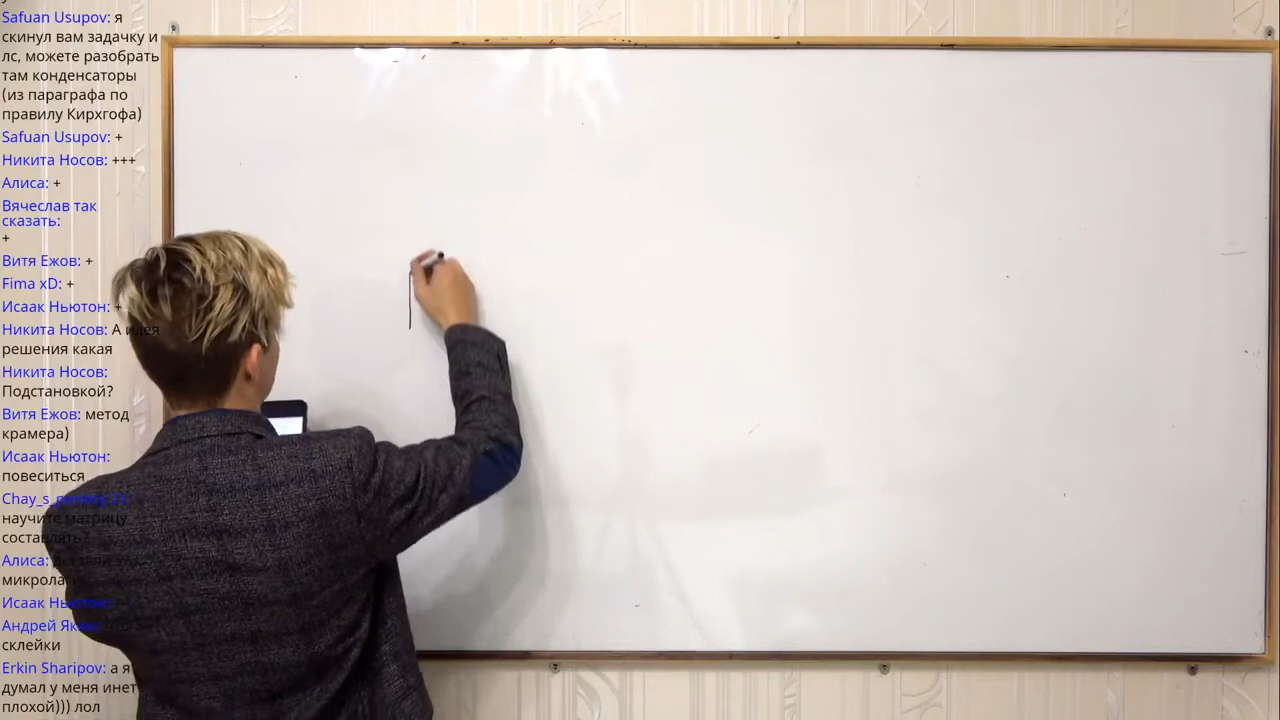 Safuan Usupov: я
скинул вам задачку и
лс, можете разобрать
там конденсаторы
(из параграфа по
правилу Кирхгофа)
Safuan Usupov: +
Никита Носов: +++
Алиса: +
Вячеслав так
сказать:
+
Витя Ежов: +
Fima xD: +
Исаак Ньютон: +
Никита Носов: А идея
решения какая
Никита Носов:
Подстановкой?
Витя Ежов: метод
крамера)
Исаак Ньютон:
повеситься
научите матрицу
составлять?
Алиса:
Исаак
Андрей
склейки
Erkin Sharipov: а я
думал у меня инет
плохой))) лол